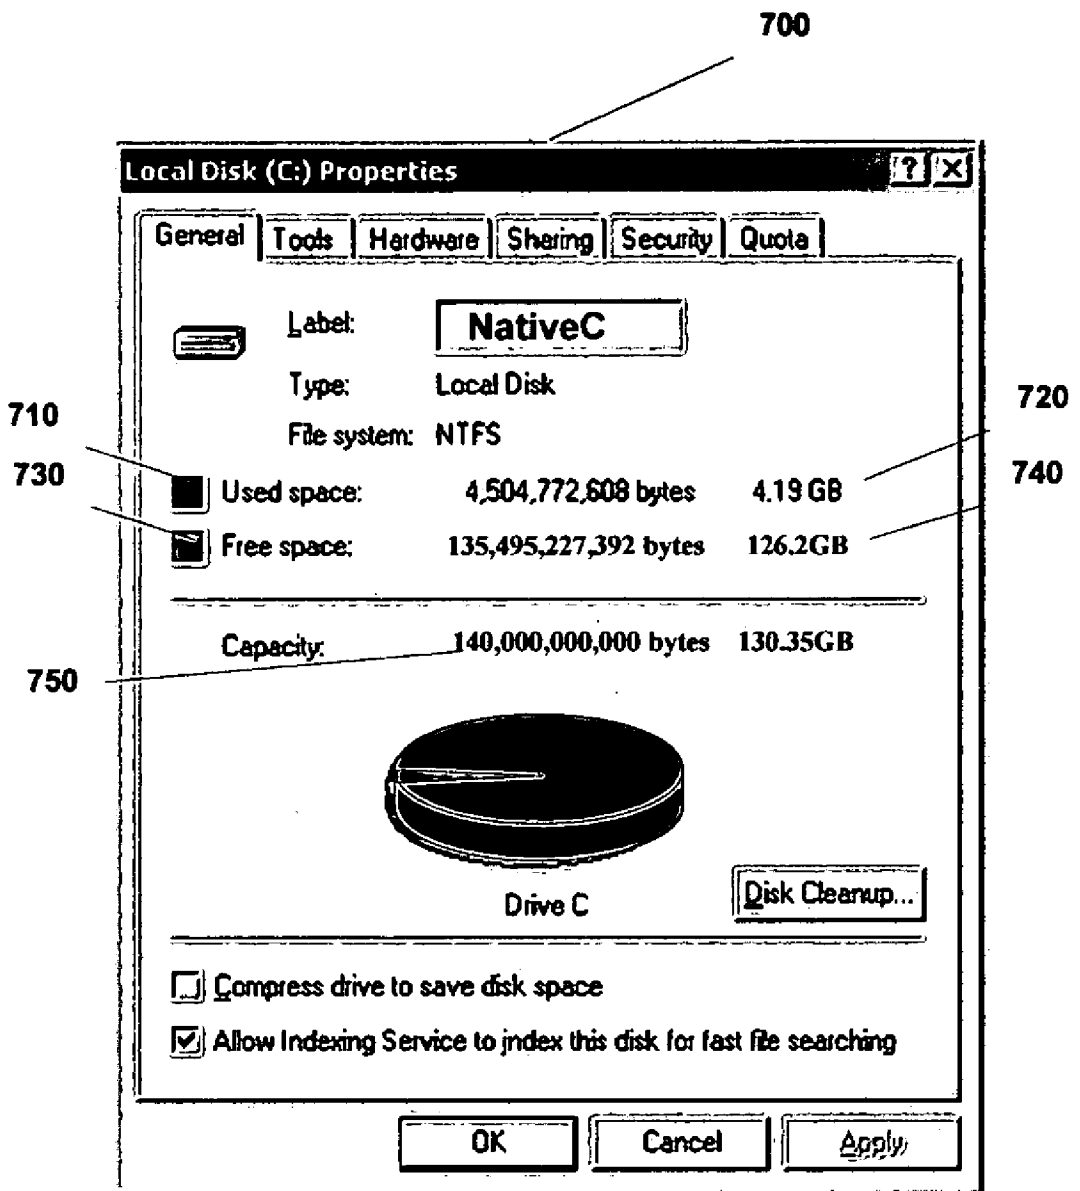 700
Local Disk (C:) Properties
General Tools Hardware Sharing Security Quota
Label: NativeC
Type: Local Disk
File system: NTFS
710
720
730
740
Used space: 4,504,772,608 bytes 4.19 GB
Free space: 135,495,227,392 bytes 126.2GB
Capacity: 140,000,000,000 bytes 130.35GB
750
Drive C
Disk Cleanup...
Compress drive to save disk space
Allow Indexing Service to index this disk for fast file searching
OK Cancel Apply